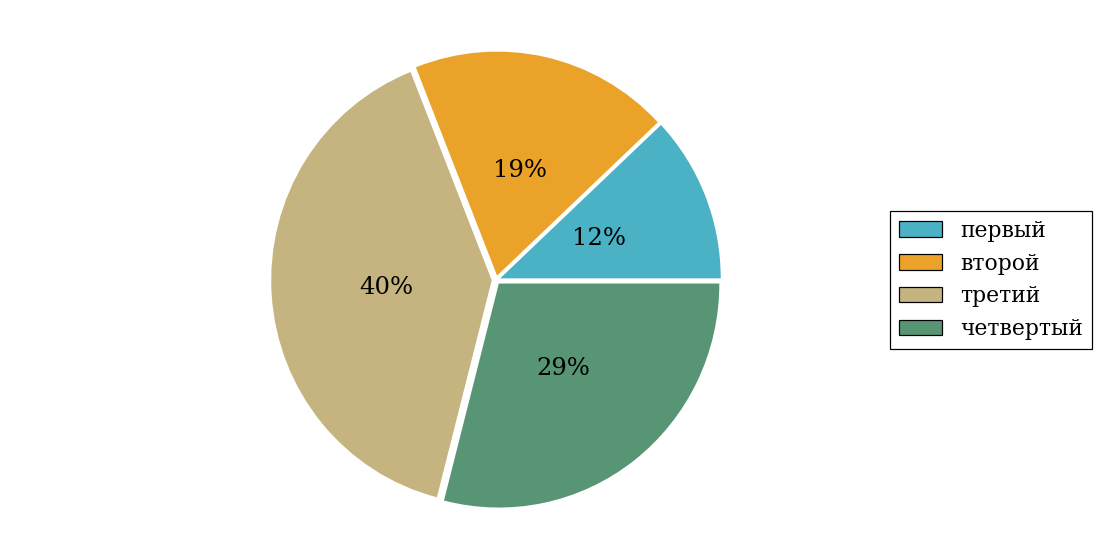 19%
12%
40%
29%
первый
второй
третий
четвертый